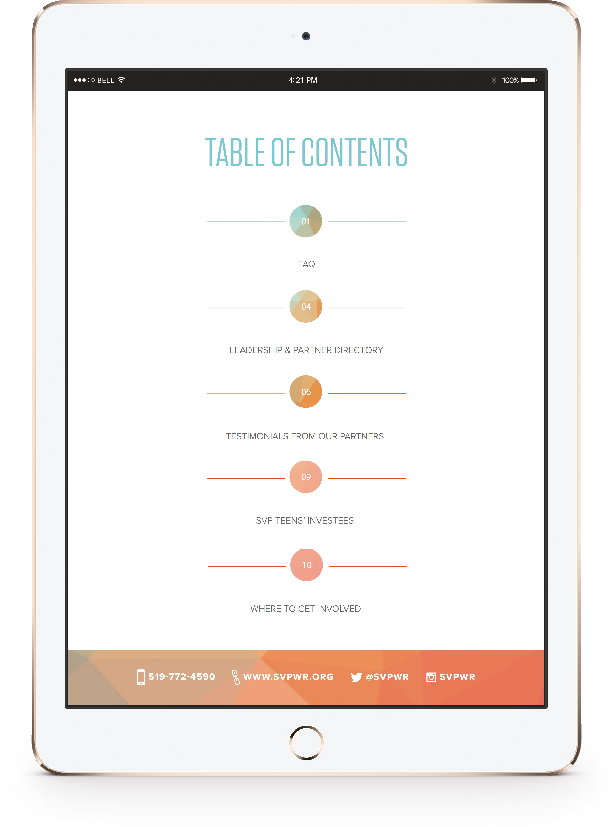 BELL 4:21 PM 100%
TABLE OF CONTENTS
01
FAQ
04
LEADERSHIP & PARTNER DIRECTORY
06
TESTIMONIALS FROM OUR PARTNERS
09
SVP TEENS' INVESTEES
10
WHERE TO GET INVOLVED
519-772-4590 WWW.SVPWR.ORG @SVPWR SVPWR